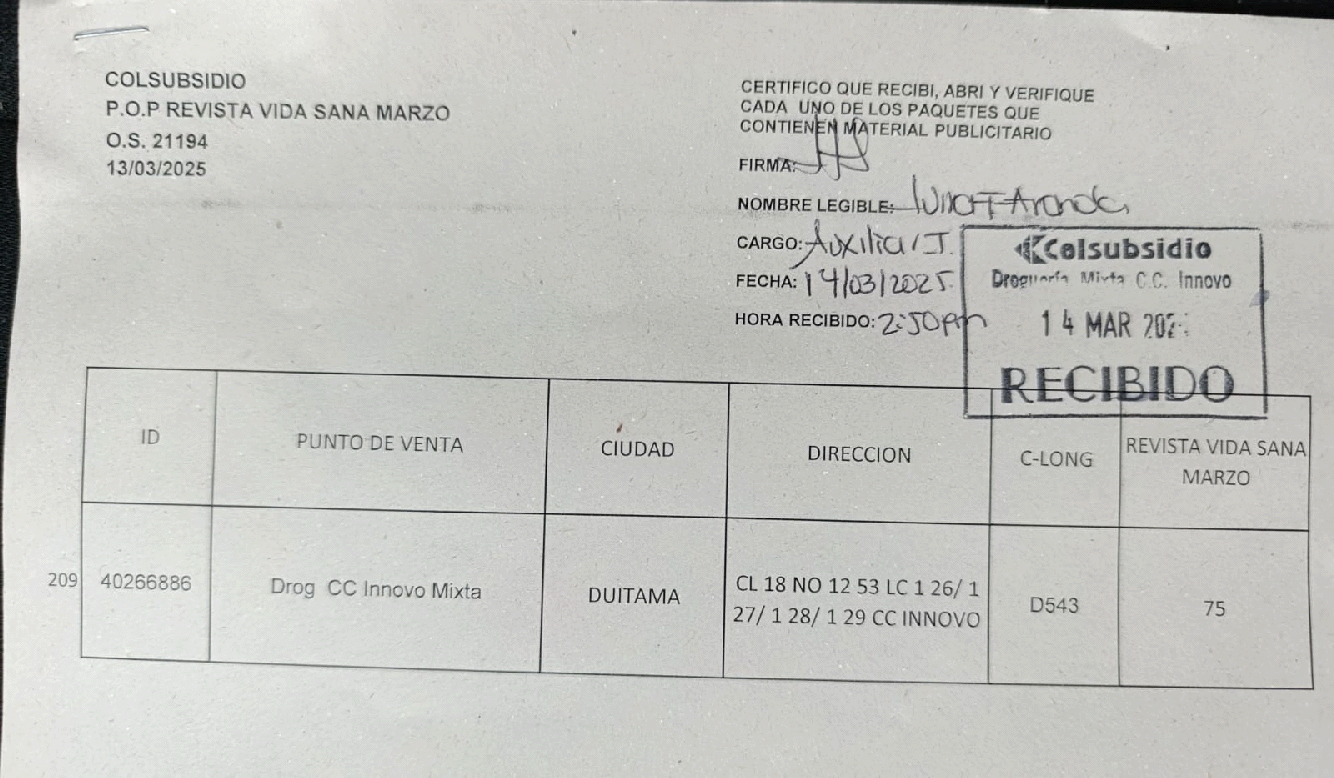 COLSUBSIDIO
P.O.P REVISTA VIDA SANA MARZO
O.S. 21194
13/03/2025
CERTIFICO QUE RECIBI, ABRI Y VERIFIQUE
CADA UNO DE LOS PAQUETES QUE
CONTIENEN MATERIAL PUBLICITARIO
FIRMA:
NOMBRE LEGIBLE:
CARGO: Auxiliar
FECHA: 14/03/2025
HORA RECIBIDO:
Colsubsidio
Droguería Mixta C.C. Innovo
14 MAR
RECIBIDO
ID
PUNTO DE VENTA
CIUDAD
DIRECCION
C-LONG
REVISTA VIDA SANA
MARZO
209
40266886
Drog CC Innovo Mixta
DUITAMA
CL 18 NO 12 53 LC 1 26/ 1
27/ 1 28/ 1 29 CC INNOVO
D543
75